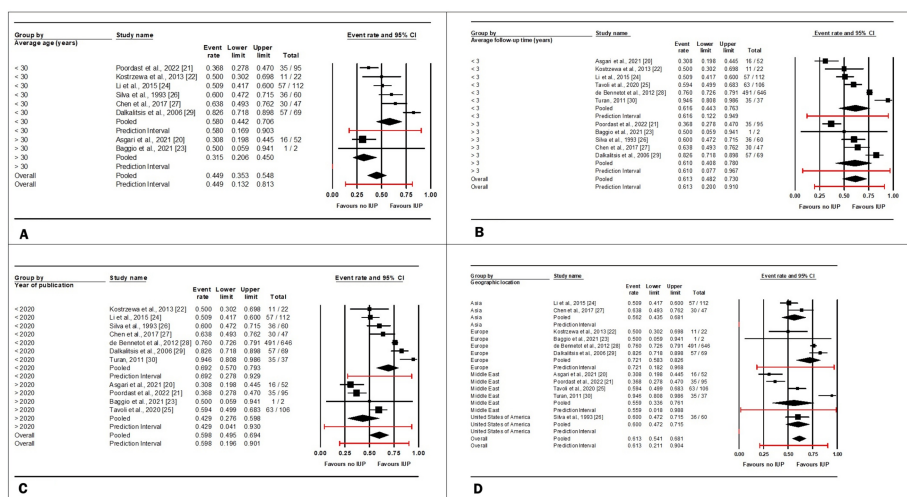 Group by Study name Event rate and 95% CI
Average age (years)
Event Lower Upper
rate limit limit Total
< 30 Poordast et al., 2022 [21] 0.368 0.278 0.470 35 / 95
< 30 Kostrzewa et al., 2013 [22] 0.500 0.302 0.698 11 / 22
< 30 Li et al., 2015 [24] 0.509 0.417 0.600 57 / 112
< 30 Silva et al., 1993 [26] 0.600 0.472 0.715 36 / 60
< 30 Chen et al., 2017 [27] 0.638 0.493 0.762 30 / 47
< 30 Dalkalitsis et al., 2006 [29] 0.826 0.718 0.898 57 / 69
< 30 Pooled 0.580 0.442 0.706
< 30 Prediction Interval 0.580 0.169 0.903
> 30 Asgari et al., 2021 [20] 0.308 0.198 0.445 16 / 52
> 30 Baggio et al., 2021 [23] 0.500 0.059 0.941 1 / 2
> 30 Pooled 0.315 0.206 0.450
> 30 Prediction Interval
Overall Pooled 0.449 0.353 0.548
Overall Prediction Interval 0.449 0.132 0.813
0.00 0.25 0.50 0.75 1.00
Favours no IUP Favours IUP
A
Group by Study name Event rate and 95% CI
Average follow-up time (years)
Event Lower Upper
rate limit limit Total
< 3 Asgari et al., 2021 [20] 0.308 0.198 0.445 16 / 52
< 3 Kostrzewa et al., 2013 [22] 0.500 0.302 0.698 11 / 22
< 3 Li et al., 2015 [24] 0.509 0.417 0.600 57 / 112
< 3 Tavoli et al., 2020 [25] 0.594 0.499 0.683 63 / 106
< 3 de Bennetot et al., 2012 [28] 0.760 0.726 0.791 491 / 646
< 3 Turan, 2011 [30] 0.946 0.808 0.986 35 / 37
< 3 Pooled 0.616 0.443 0.763
< 3 Prediction Interval 0.616 0.122 0.949
> 3 Poordast et al., 2022 [21] 0.368 0.278 0.470 35 / 95
> 3 Baggio et al., 2021 [23] 0.500 0.059 0.941 1 / 2
> 3 Silva et al., 1993 [26] 0.600 0.472 0.715 36 / 60
> 3 Chen et al., 2017 [27] 0.638 0.493 0.762 30 / 47
> 3 Dalkalitsis et al., 2006 [29] 0.826 0.718 0.898 57 / 69
> 3 Pooled 0.610 0.408 0.780
> 3 Prediction Interval 0.610 0.077 0.967
Overall Pooled 0.613 0.482 0.730
Overall Prediction Interval 0.613 0.200 0.910
0.00 0.25 0.50 0.75 1.00
Favours no IUP Favours IUP
B
Group by Study name Event rate and 95% CI
Year of publication
Event Lower Upper
rate limit limit Total
< 2020 Kostrzewa et al., 2013 [22] 0.500 0.302 0.698 11 / 22
< 2020 Li et al., 2015 [24] 0.509 0.417 0.600 57 / 112
< 2020 Silva et al., 1993 [26] 0.600 0.472 0.715 36 / 60
< 2020 Chen et al., 2017 [27] 0.638 0.493 0.762 30 / 47
< 2020 de Bennetot et al., 2012 [28] 0.760 0.726 0.791 491 / 646
< 2020 Dalkalitsis et al., 2006 [29] 0.826 0.718 0.898 57 / 69
< 2020 Turan, 2011 [30] 0.946 0.808 0.986 35 / 37
< 2020 Pooled 0.692 0.570 0.793
< 2020 Prediction Interval 0.692 0.278 0.929
> 2020 Asgari et al., 2021 [20] 0.308 0.198 0.445 16 / 52
> 2020 Poordast et al., 2022 [21] 0.368 0.278 0.470 35 / 95
> 2020 Baggio et al., 2021 [23] 0.500 0.059 0.941 1 / 2
> 2020 Tavoli et al., 2020 [25] 0.594 0.499 0.683 63 / 106
> 2020 Pooled 0.429 0.276 0.598
> 2020 Prediction Interval 0.429 0.041 0.930
Overall Pooled 0.598 0.495 0.694
Overall Prediction Interval 0.598 0.196 0.901
0.00 0.25 0.50 0.75 1.00
Favours no IUP Favours IUP
C
Group by Study name Event rate and 95% CI
Geographic location
Event Lower Upper
rate limit limit Total
Asia Li et al., 2015 [24] 0.509 0.417 0.600 57 / 112
Asia Chen et al., 2017 [27] 0.638 0.493 0.762 30 / 47
Asia Pooled 0.562 0.435 0.681
Asia Prediction Interval
Europe Kostrzewa et al., 2013 [22] 0.500 0.302 0.698 11 / 22
Europe Baggio et al., 2021 [23] 0.500 0.059 0.941 1 / 2
Europe de Bennetot et al., 2012 [28] 0.760 0.726 0.791 491 / 646
Europe Dalkalitsis et al., 2006 [29] 0.826 0.718 0.898 57 / 69
Europe Pooled 0.721 0.583 0.826
Europe Prediction Interval 0.721 0.182 0.968
Middle East Asgari et al., 2021 [20] 0.308 0.198 0.445 16 / 52
Middle East Poordast et al., 2022 [21] 0.368 0.278 0.470 35 / 95
Middle East Tavoli et al., 2020 [25] 0.594 0.499 0.683 63 / 106
Middle East Turan, 2011 [30] 0.946 0.808 0.986 35 / 37
Middle East Pooled 0.559 0.336 0.761
Middle East Prediction Interval 0.559 0.018 0.988
United States of America Silva et al., 1993 [26] 0.600 0.472 0.715 36 / 60
United States of America Pooled 0.600 0.472 0.715
United States of America Prediction Interval
Overall Pooled 0.613 0.541 0.681
Overall Prediction Interval 0.613 0.211 0.904
0.00 0.25 0.50 0.75 1.00
Favours no IUP Favours IUP
D